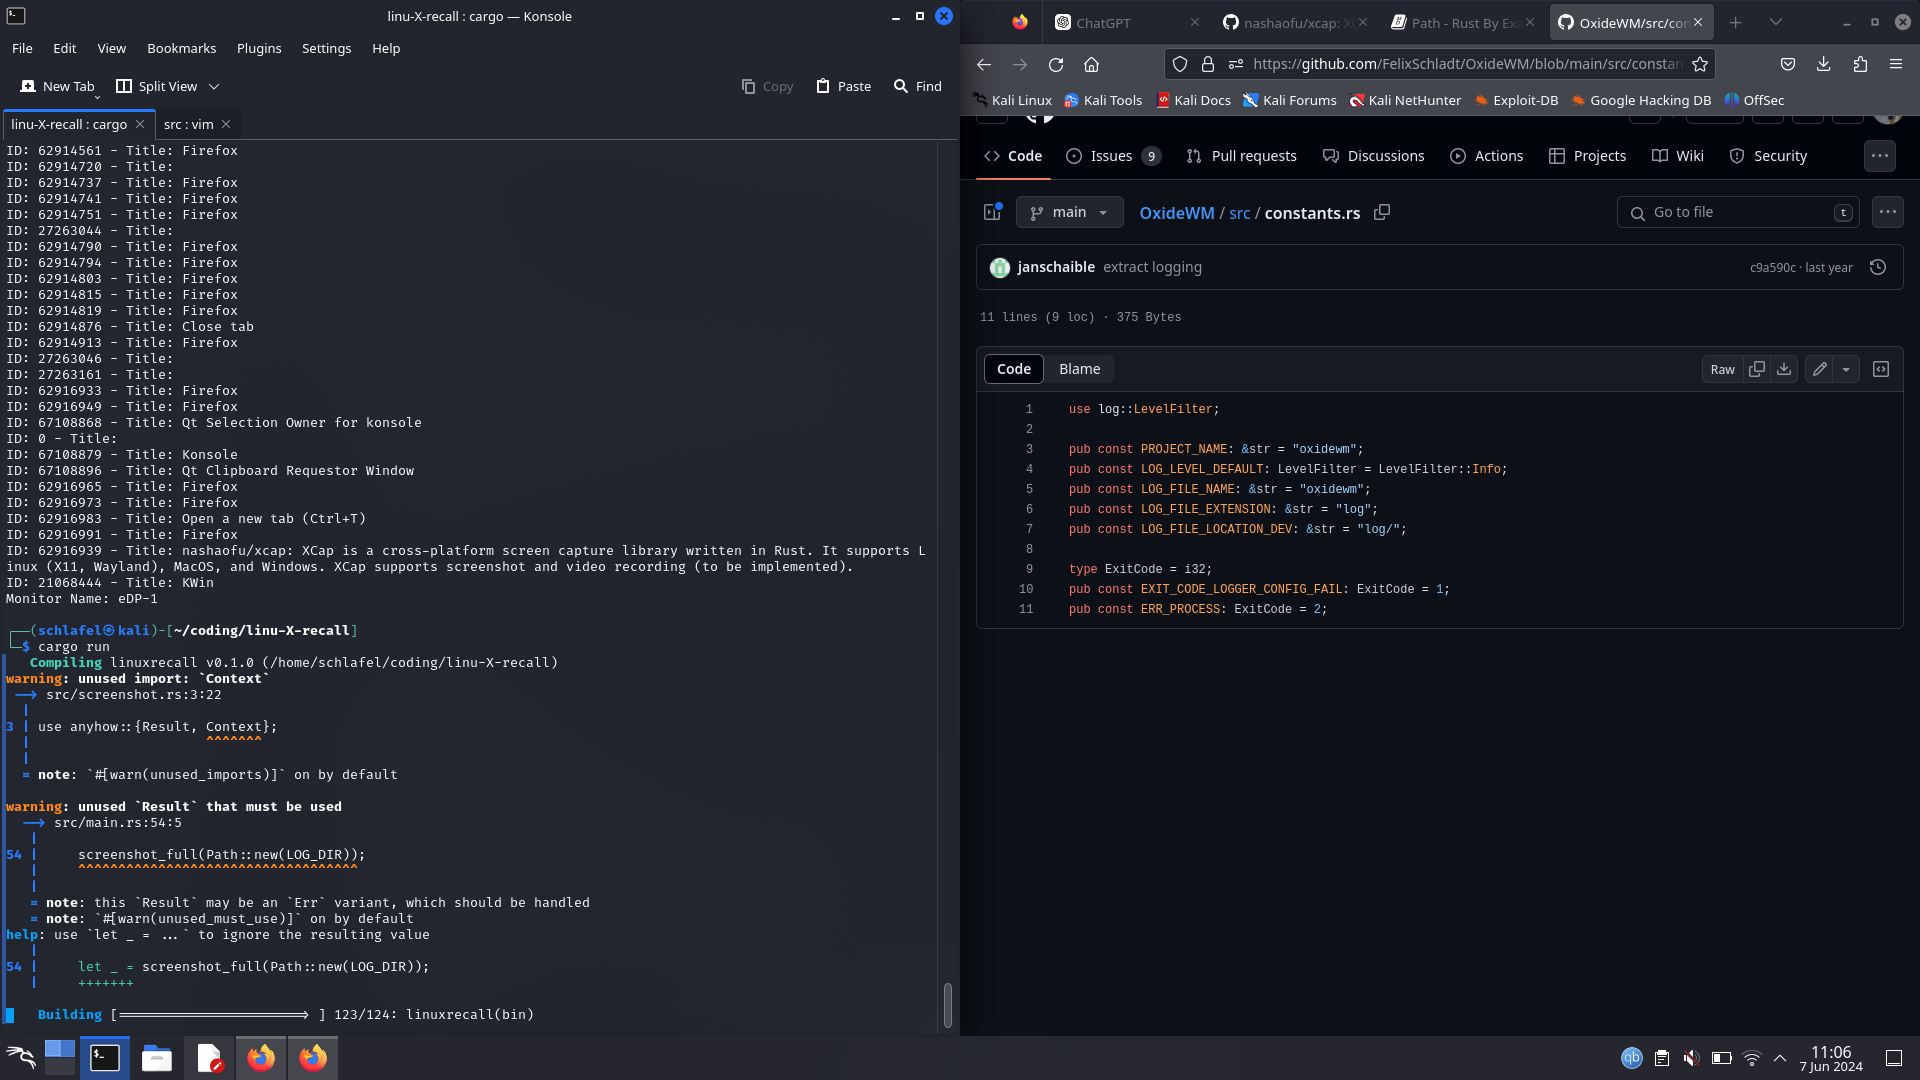 linu-X-recall : cargo — Konsole
File Edit View Bookmarks Plugins Settings Help
New Tab Split View Copy Paste Find
linu-X-recall : cargo src : vim
ID: 62914561 - Title: Firefox
ID: 62914720 - Title:
ID: 62914737 - Title: Firefox
ID: 62914741 - Title: Firefox
ID: 62914751 - Title: Firefox
ID: 27263044 - Title:
ID: 62914790 - Title: Firefox
ID: 62914794 - Title: Firefox
ID: 62914803 - Title: Firefox
ID: 62914815 - Title: Firefox
ID: 62914819 - Title: Firefox
ID: 62914876 - Title: Close tab
ID: 62914913 - Title: Firefox
ID: 27263046 - Title:
ID: 27263161 - Title:
ID: 62916933 - Title: Firefox
ID: 62916949 - Title: Firefox
ID: 67108868 - Title: Qt Selection Owner for konsole
ID: 0 - Title:
ID: 67108879 - Title: Konsole
ID: 67108896 - Title: Qt Clipboard Requestor Window
ID: 62916965 - Title: Firefox
ID: 62916973 - Title: Firefox
ID: 62916983 - Title: Open a new tab (Ctrl+T)
ID: 62916991 - Title: Firefox
ID: 62916939 - Title: nashaofu/xcap: XCap is a cross-platform screen capture library written in Rust. It supports L
inux (X11, Wayland), MacOS, and Windows. XCap supports screenshot and video recording (to be implemented).
ID: 21068444 - Title: KWin
Monitor Name: eDP-1
┌──(schlafel㉿kali)-[~/coding/linu-X-recall]
└─$ cargo run
Compiling linuxrecall v0.1.0 (/home/schlafel/coding/linu-X-recall)
warning: unused import: `Context`
--> src/screenshot.rs:3:22
|
3 | use anyhow::{Result, Context};
| ^^^^^^^
|
= note: `#[warn(unused_imports)]` on by default
warning: unused `Result` that must be used
--> src/main.rs:54:5
|
54 | screenshot_full(Path::new(LOG_DIR));
| ^^^^^^^^^^^^^^^^^^^^^^^^^^^^^^^^^^^
|
= note: this `Result` may be an `Err` variant, which should be handled
= note: `#[warn(unused_must_use)]` on by default
help: use `let _ = ...` to ignore the resulting value
|
54 | let _ = screenshot_full(Path::new(LOG_DIR));
| +++++++
Building [=======================> ] 123/124: linuxrecall(bin)
ChatGPT nashaofu/xcap: X Path - Rust By Exa OxideWM/src/con
https://github.com/FelixSchladt/OxideWM/blob/main/src/constan
Kali Linux Kali Tools Kali Docs Kali Forums Kali NetHunter Exploit-DB Google Hacking DB OffSec
Code Issues 9 Pull requests Discussions Actions Projects Wiki Security
main OxideWM / src / constants.rs Go to file t
janschaible extract logging c9a590c · last year
11 lines (9 loc) · 375 Bytes
Code Blame Raw
1 use log::LevelFilter;
2
3 pub const PROJECT_NAME: &str = "oxidewm";
4 pub const LOG_LEVEL_DEFAULT: LevelFilter = LevelFilter::Info;
5 pub const LOG_FILE_NAME: &str = "oxidewm";
6 pub const LOG_FILE_EXTENSION: &str = "log";
7 pub const LOG_FILE_LOCATION_DEV: &str = "log/";
8
9 type ExitCode = i32;
10 pub const EXIT_CODE_LOGGER_CONFIG_FAIL: ExitCode = 1;
11 pub const ERR_PROCESS: ExitCode = 2;
qb
11:06
7 Jun 2024